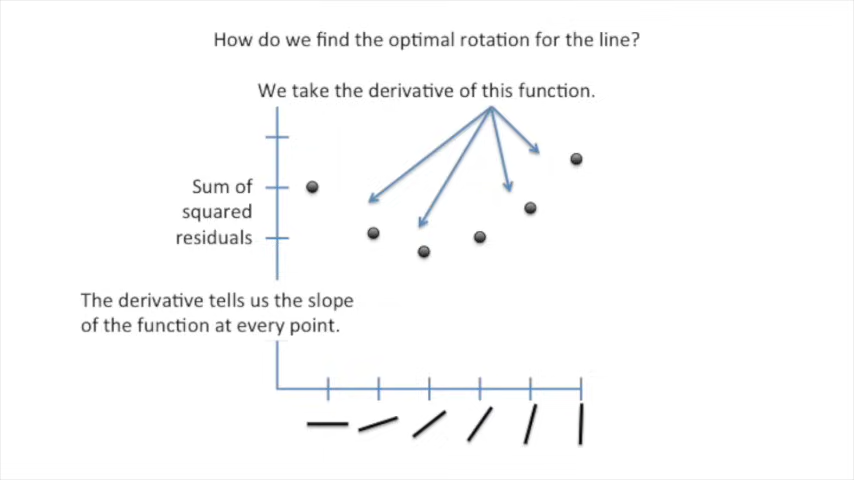 How do we find the optimal rotation for the line?
We take the derivative of this function.
Sum of
squared
residuals
The derivative tells us the slope
of the function at every point.